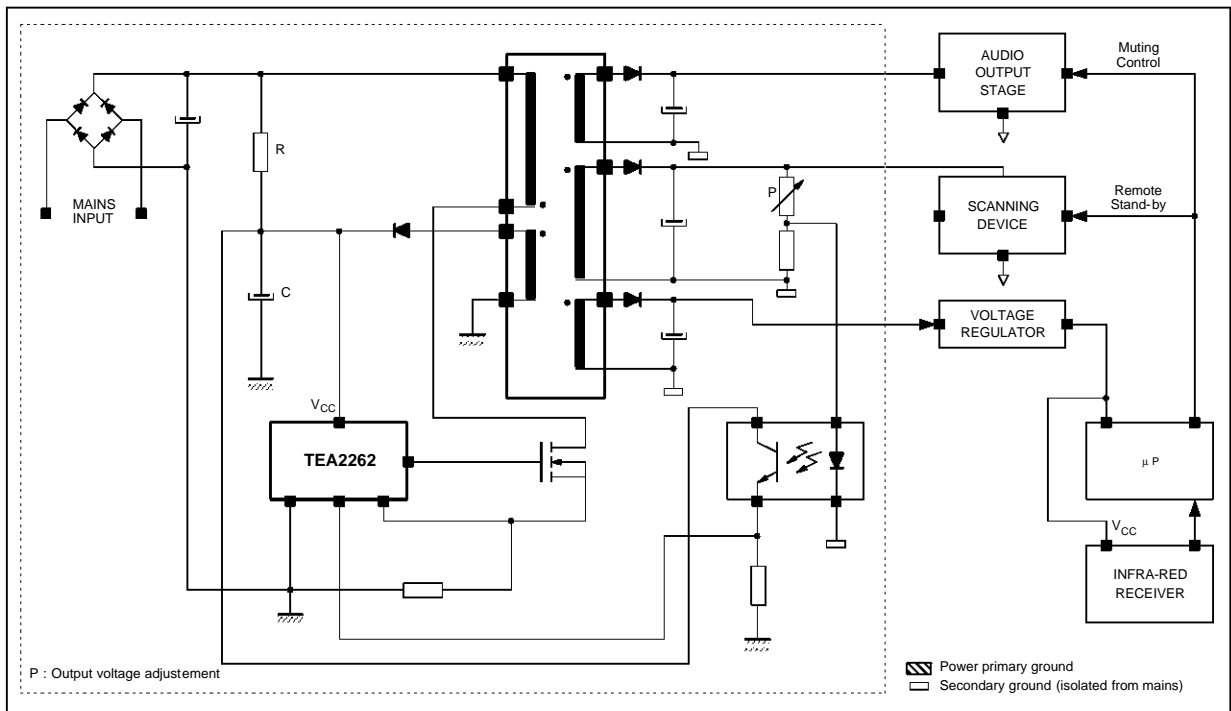 AUDIO
OUTPUT
STAGE
Muting
Control
R
P
MAINS
INPUT
SCANNING
DEVICE
Remote
Stand-by
C
VOLTAGE
REGULATOR
VCC
TEA2262
μ P
VCC
INFRA-RED
RECEIVER
P : Output voltage adjustement
Power primary ground
Secondary ground (isolated from mains)